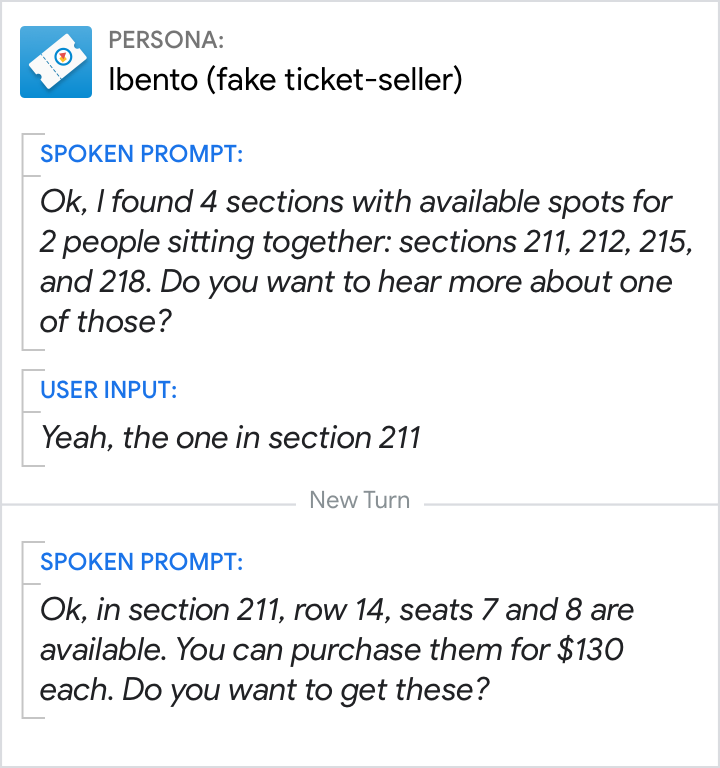 PERSONA:
Ibento (fake ticket-seller)
SPOKEN PROMPT:
Ok, I found 4 sections with available spots for
2 people sitting together: sections 211, 212, 215,
and 218. Do you want to hear more about one
of those?
USER INPUT:
Yeah, the one in section 211
New Turn
SPOKEN PROMPT:
Ok, in section 211, row 14, seats 7 and 8 are
available. You can purchase them for $130
each. Do you want to get these?